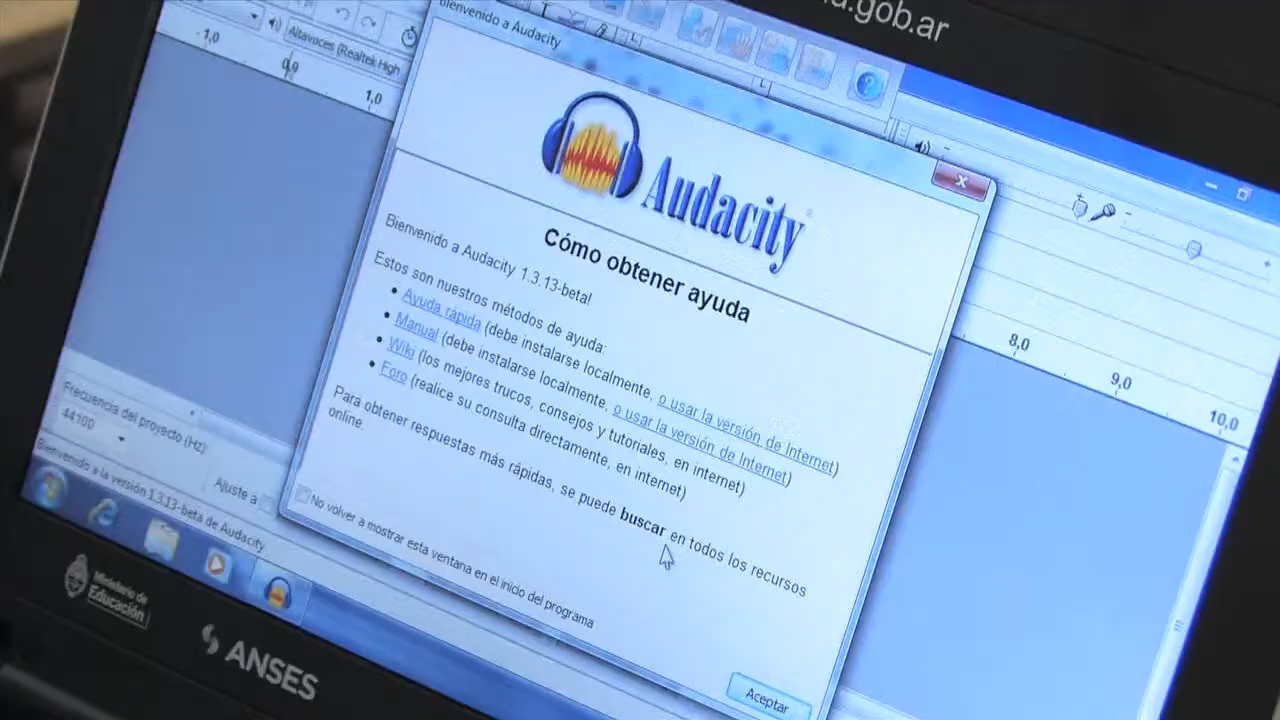 .gob.ar
Bienvenido a Audacity
Altavoces (Realtek High
-1,0
0,0
1,0
8,0
9,0
10,0
Audacity
Cómo obtener ayuda
Bienvenido a Audacity 1.3.13-beta!
Estos son nuestros métodos de ayuda:
• Ayuda rápida (debe instalarse localmente, o usar la versión de Internet)
• Manual (debe instalarse localmente, o usar la versión de Internet)
• Wiki (los mejores trucos, consejos y tutoriales, en internet)
• Foro (realice su consulta directamente, en internet)
Para obtener respuestas más rápidas, se puede buscar en todos los recursos
online.
No volver a mostrar esta ventana en el inicio del programa
Aceptar
Frecuencia del proyecto (Hz)
44100
Ajuste a
Bienvenido a la versión 1.3.13-beta de Audacity
Ministerio de
Educación
ANSES